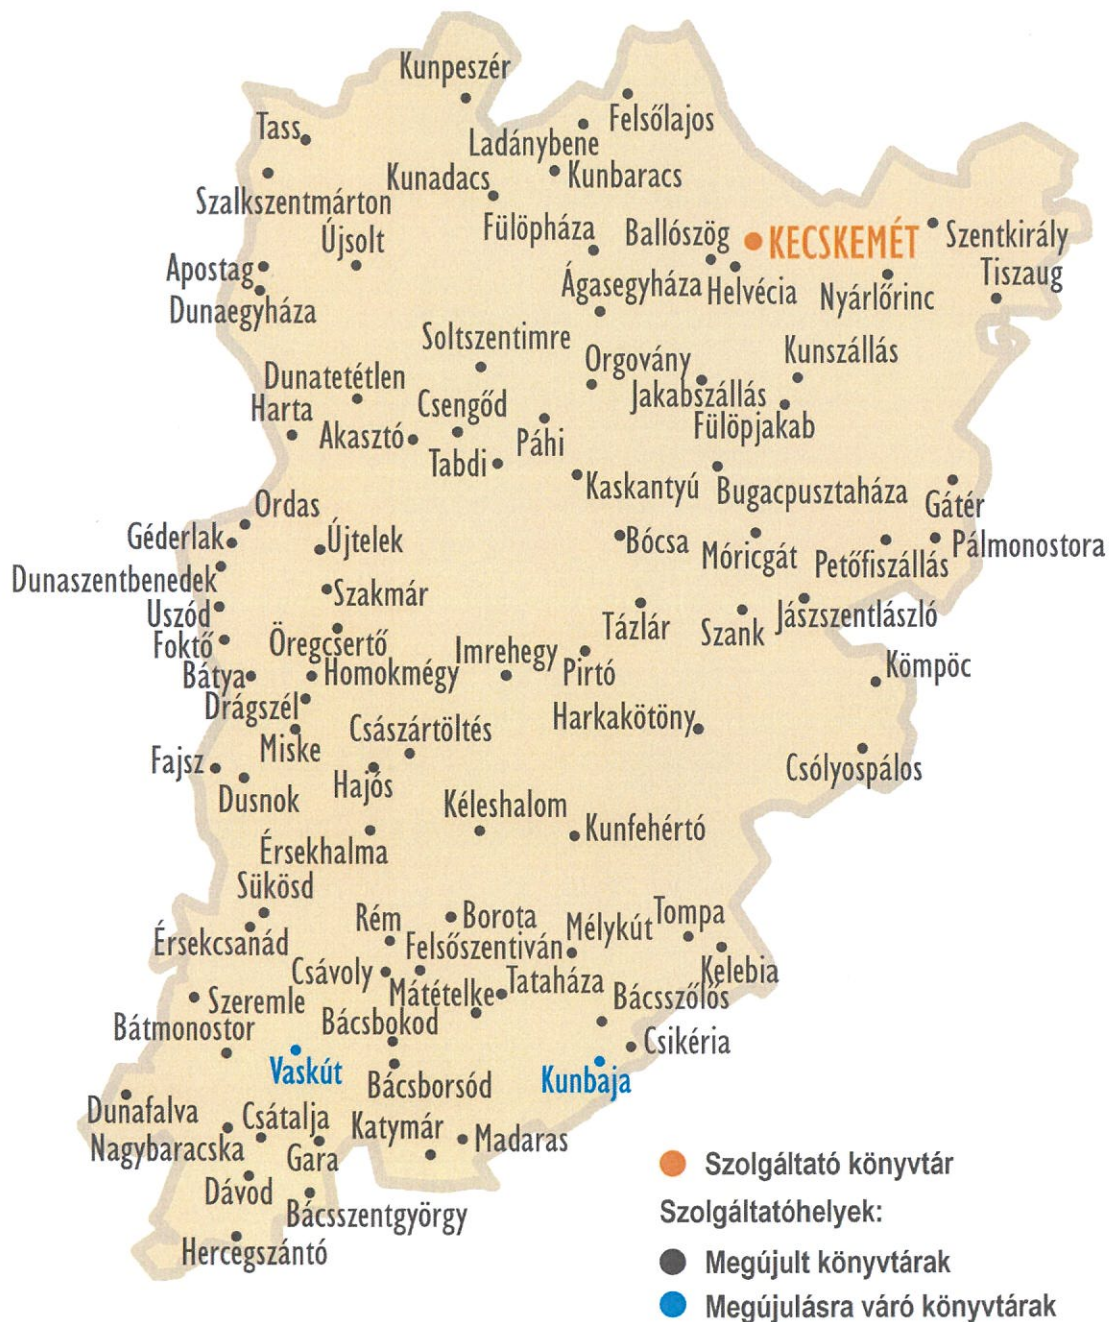 Kunpeszér
Tass
Felsőlajos
Ladánybene
Kunadacs
Kunbaracs
Szalkszentmárton
Fülöpháza
Ballószög
KECSKEMÉT
Szentkirály
Újsolt
Apostag
Tiszaug
Ágasegyháza
Helvécia
Nyárlőrinc
Dunaegyháza
Soltszentimre
Orgovány
Kunszállás
Dunatetétlen
Jakabszállás
Harta
Csengőd
Akasztó
Páhi
Fülöpjakab
Tabdi
Kaskantyú
Bugacpusztaháza
Gátér
Ordas
Géderlak
Újtelek
Bócsa
Móricgát
Petőfiszállás
Pálmonostora
Dunaszentbenedek
Szakmár
Uszód
Tázlár
Szank
Jászszentlászló
Foktő
Öregcsertő
Imrehegy
Pirtó
Kömpöc
Bátya
Homokmégy
Drágszél
Császártöltés
Harkakötöny
Miske
Fajsz
Csólyospálos
Dusnok
Hajós
Kéleshalom
Kunfehértó
Érsekhalma
Sükösd
Rém
Borota
Mélykút
Tompa
Érsekcsanád
Felsőszentiván
Csávoly
Kelebia
Mátételke
Tataháza
Szeremle
Bácsszőlős
Bátmonostor
Bácsbokod
Csikéria
Vaskút
Bácsborsód
Kunbaja
Dunafalva
Csátalja
Katymár
Madaras
Nagybaracska
Gara
Dávod
Bácsszentgyörgy
Hercegszántó
Szolgáltató könyvtár
Szolgáltatóhelyek:
Megújult könyvtárak
Megújulásra váró könyvtárak